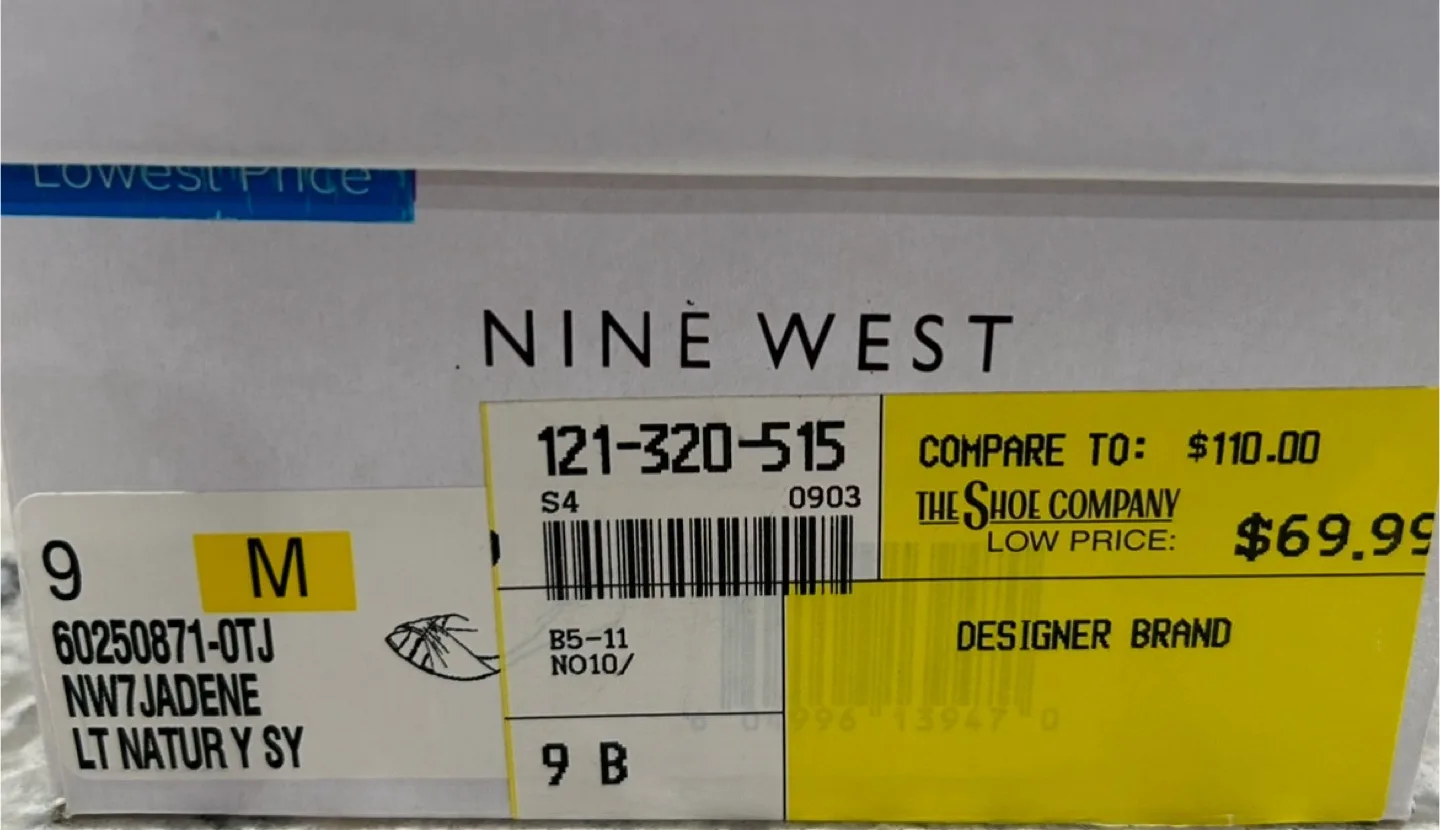 Lowest Price
NINE WEST
121-320-515
S4 0903
COMPARE TO: $110.00
THE SHOE COMPANY
LOW PRICE: $69.99
9 M
60250871-0TJ
NW7JADENE
LT NATUR Y SY
B5-11
NO10/
DESIGNER BRAND
9 B